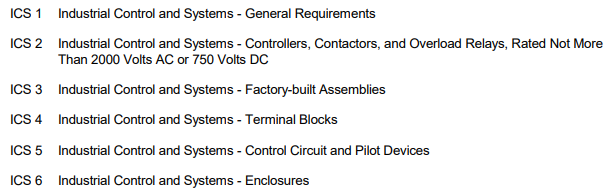 ICS 1 Industrial Control and Systems - General Requirements
ICS 2 Industrial Control and Systems - Controllers, Contactors, and Overload Relays, Rated Not More
Than 2000 Volts AC or 750 Volts DC
ICS 3 Industrial Control and Systems - Factory-built Assemblies
ICS 4 Industrial Control and Systems - Terminal Blocks
ICS 5 Industrial Control and Systems - Control Circuit and Pilot Devices
ICS 6 Industrial Control and Systems - Enclosures